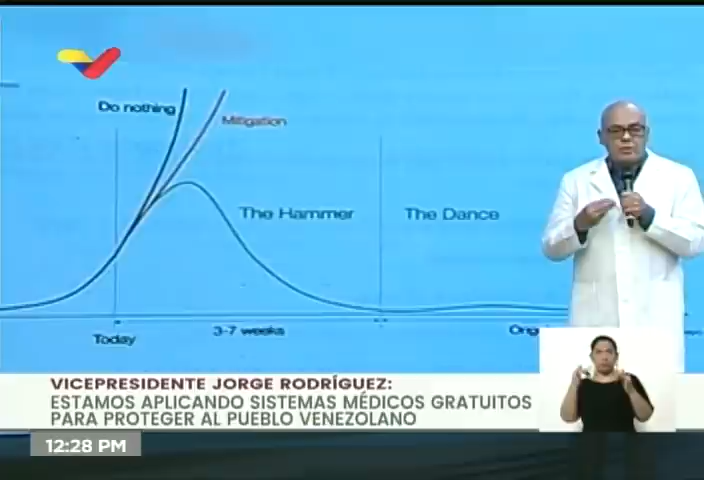 Do nothing
Mitigation
The Hammer
The Dance
Today
3-7 weeks
VICEPRESIDENTE JORGE RODRÍGUEZ:
ESTAMOS APLICANDO SISTEMAS MÉDICOS GRATUITOS
PARA PROTEGER AL PUEBLO VENEZOLANO
12:28 PM